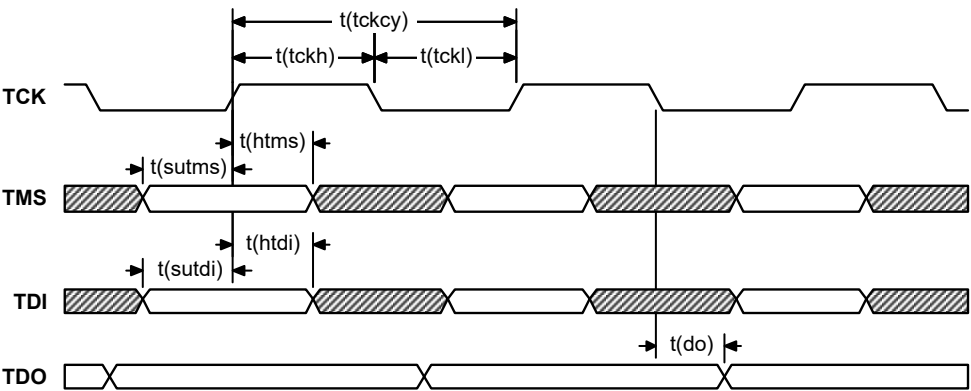 t(tckcy)
t(tckh) t(tckl)
TCK
t(htms)
t(sutms)
TMS
t(htdi)
t(sutdi)
TDI
t(do)
TDO